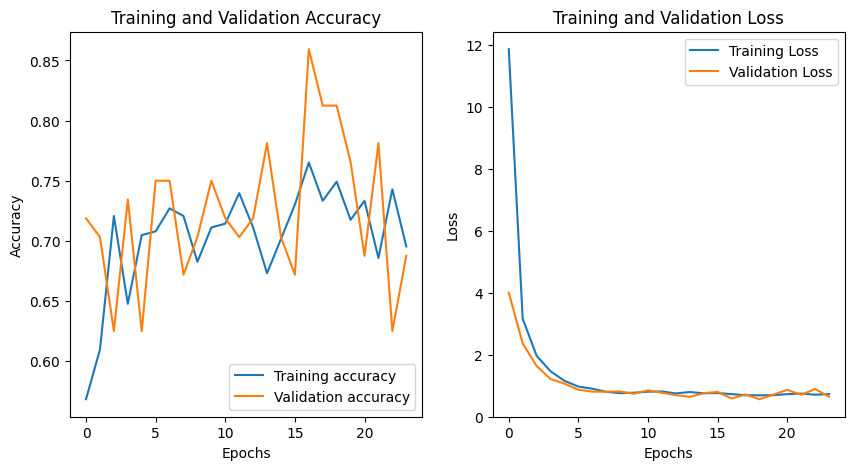 Training and Validation Accuracy
Accuracy
0.85
0.80
0.75
0.70
0.65
0.60
0
5
10
15
20
Epochs
Training accuracy
Validation accuracy
Training and Validation Loss
Loss
12
10
8
6
4
2
0
0
5
10
15
20
Epochs
Training Loss
Validation Loss